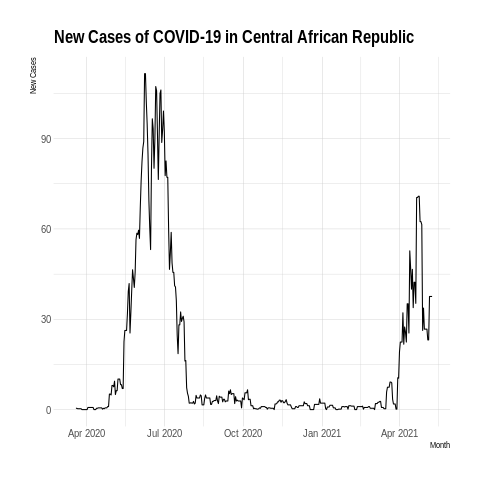 New Cases of COVID-19 in Central African Republic
New Cases
90
60
30
0
Apr 2020 Jul 2020 Oct 2020 Jan 2021 Apr 2021
Month